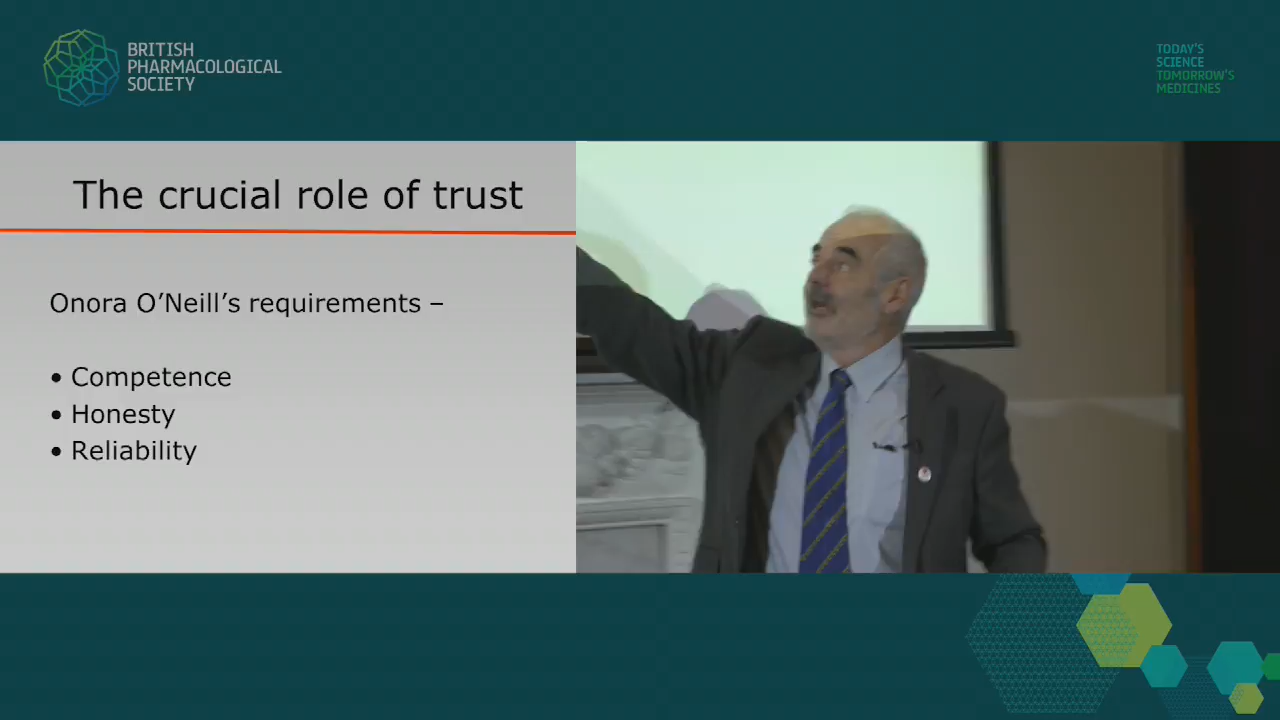 BRITISH
PHARMACOLOGICAL
SOCIETY
TODAY'S
SCIENCE
TOMORROW'S
MEDICINES
The crucial role of trust
Onora O’Neill’s requirements –
• Competence
• Honesty
• Reliability